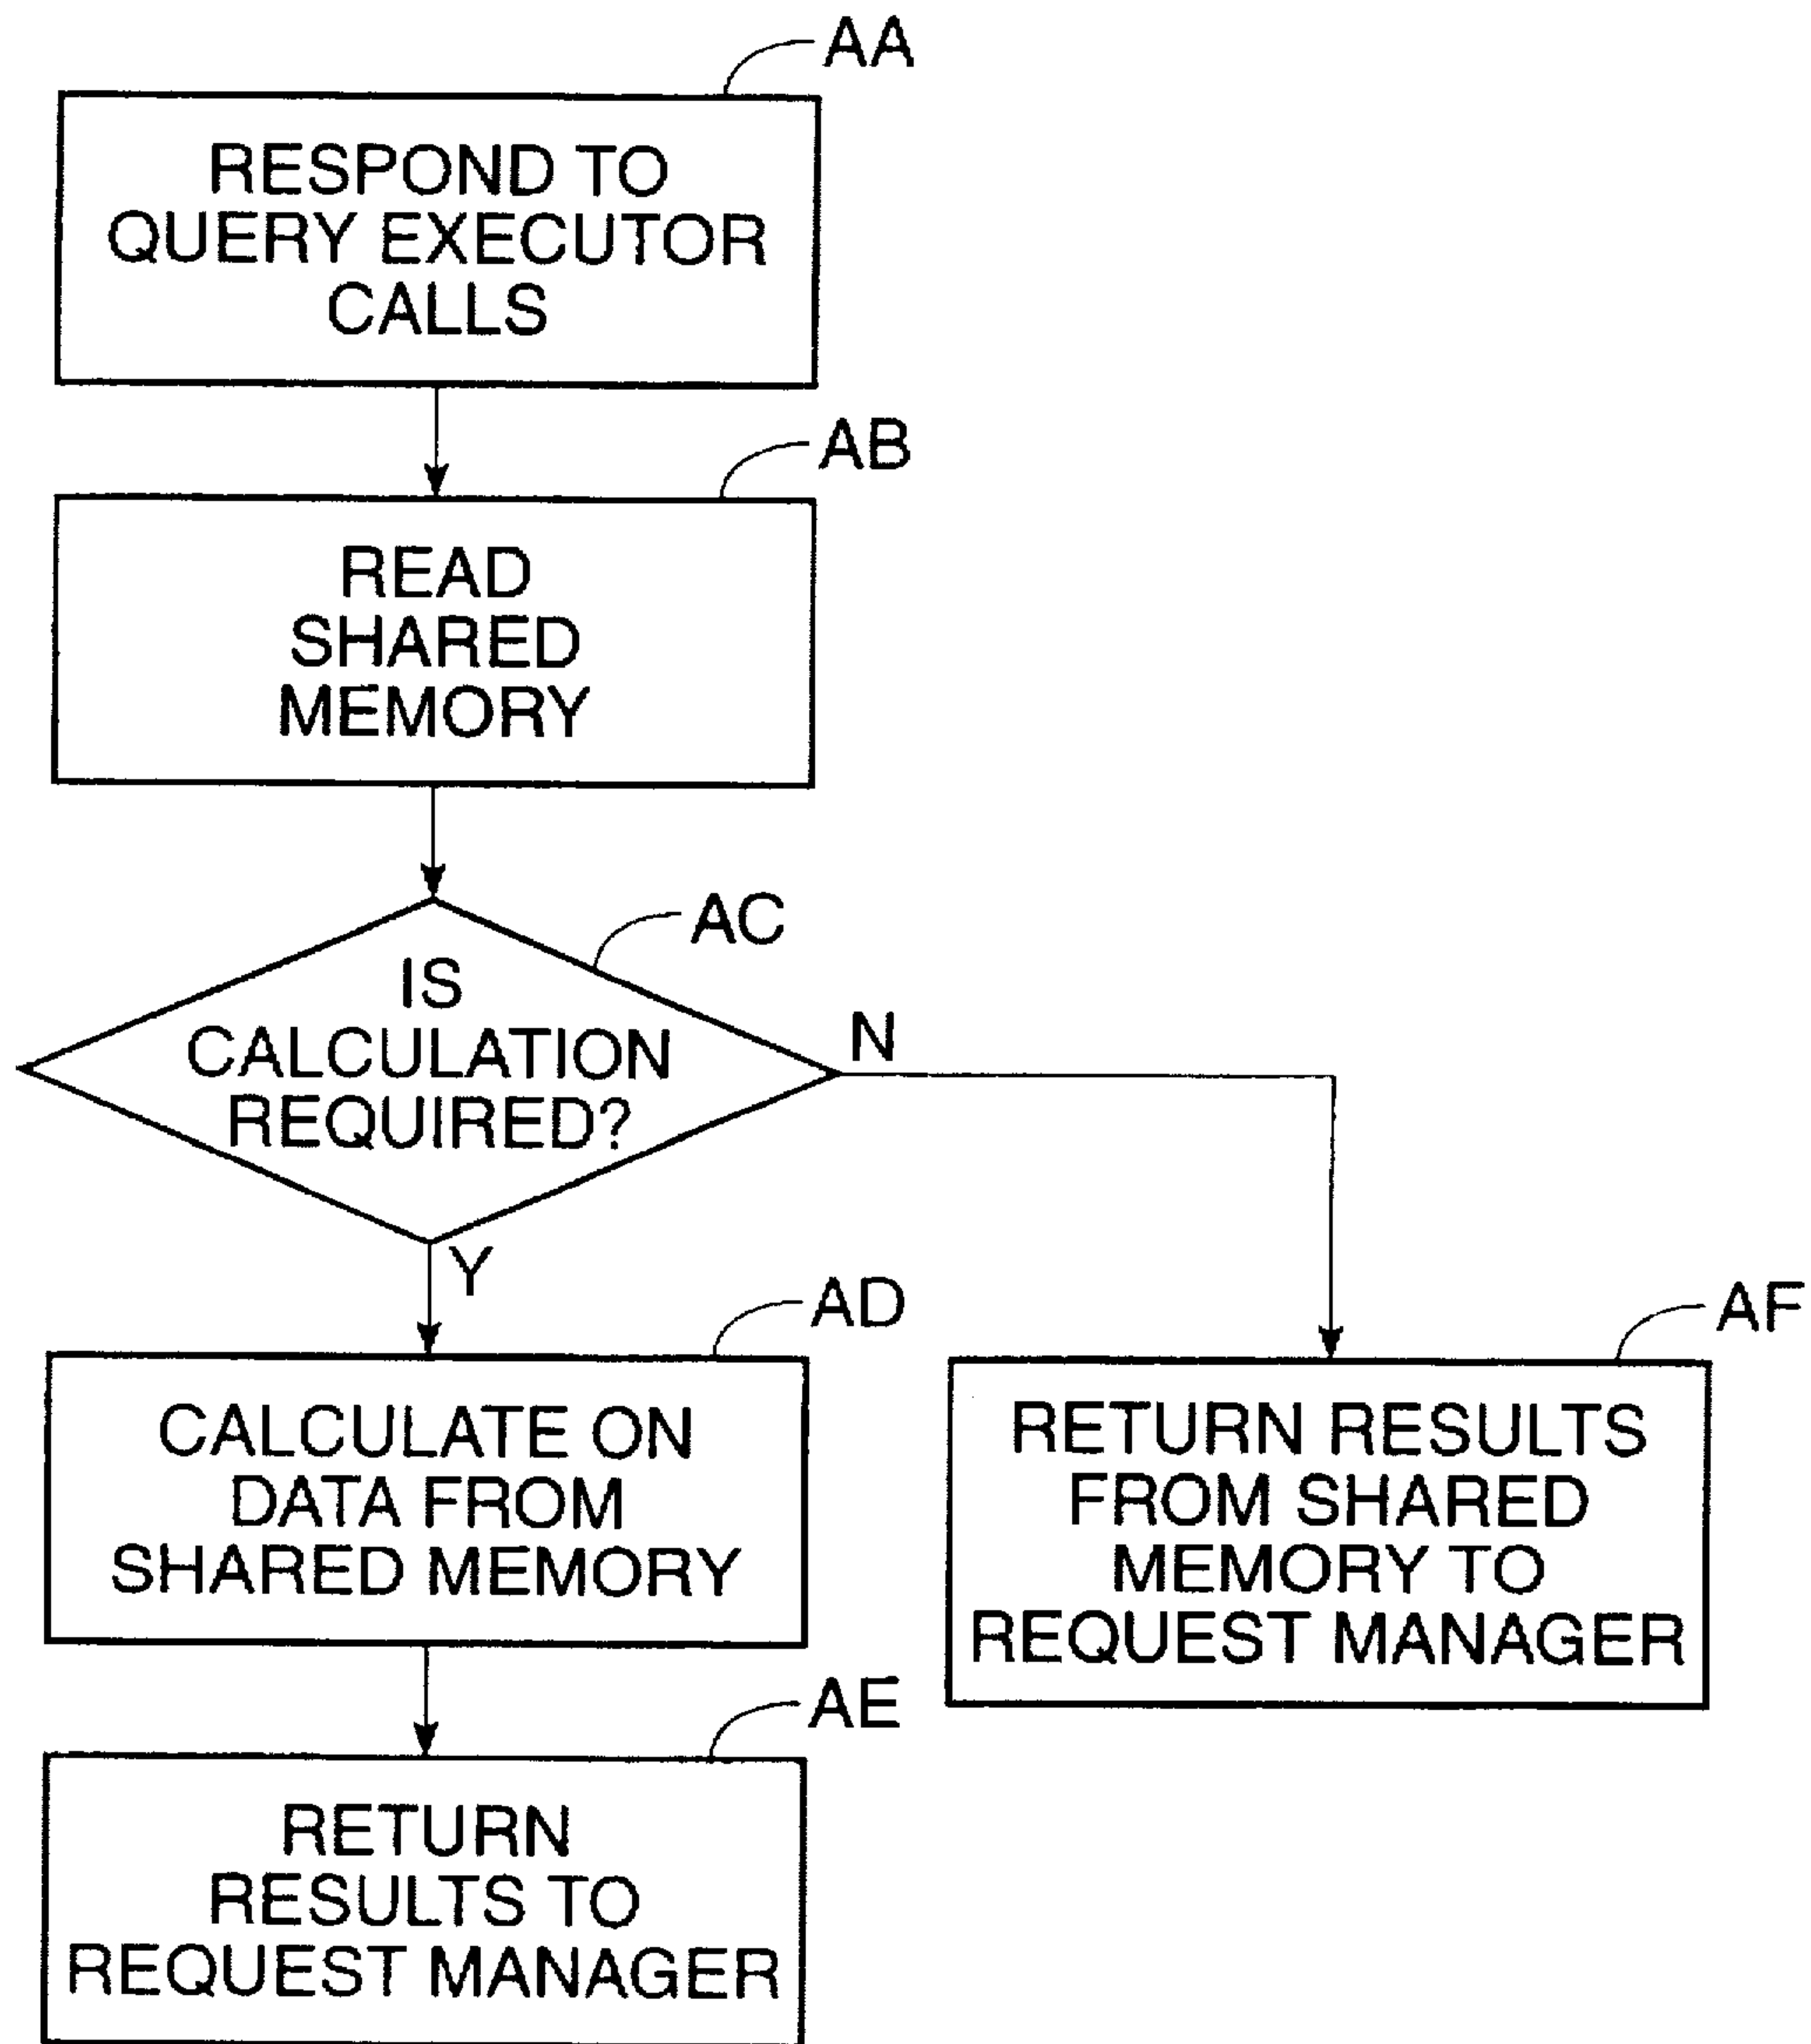 AA
RESPOND TO
QUERY EXECUTOR
CALLS
AB
READ
SHARED
MEMORY
AC
IS
CALCULATION
REQUIRED?
N
Y
AD
CALCULATE ON
DATA FROM
SHARED MEMORY
AF
RETURN RESULTS
FROM SHARED
MEMORY TO
REQUEST MANAGER
AE
RETURN
RESULTS TO
REQUEST MANAGER